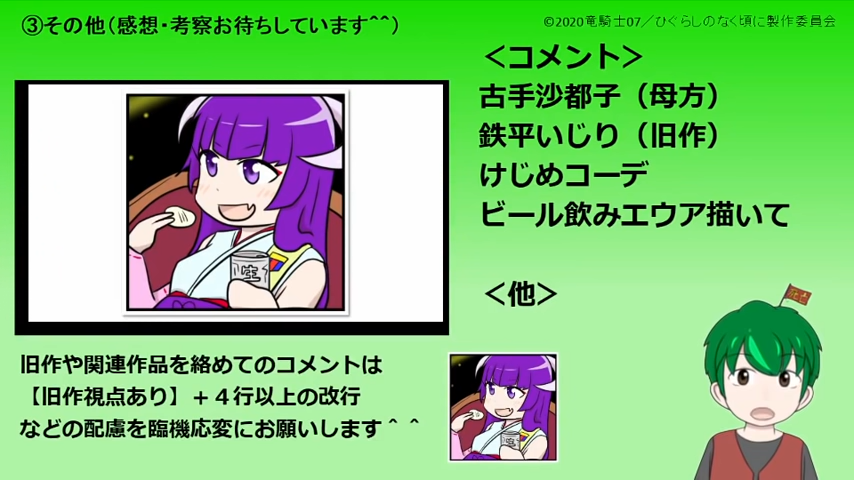 ③その他(感想・考察お待ちしています^^)
©2020竜騎士07／ひぐらしのなく頃に製作委員会
＜コメント＞
古手沙都子（母方）
鉄平いじり（旧作）
けじめコーデ
ビール飲みエウア描いて
＜他＞
生
旧作や関連作品を絡めてのコメントは
【旧作視点あり】＋４行以上の改行
などの配慮を臨機応変にお願いします＾＾
生